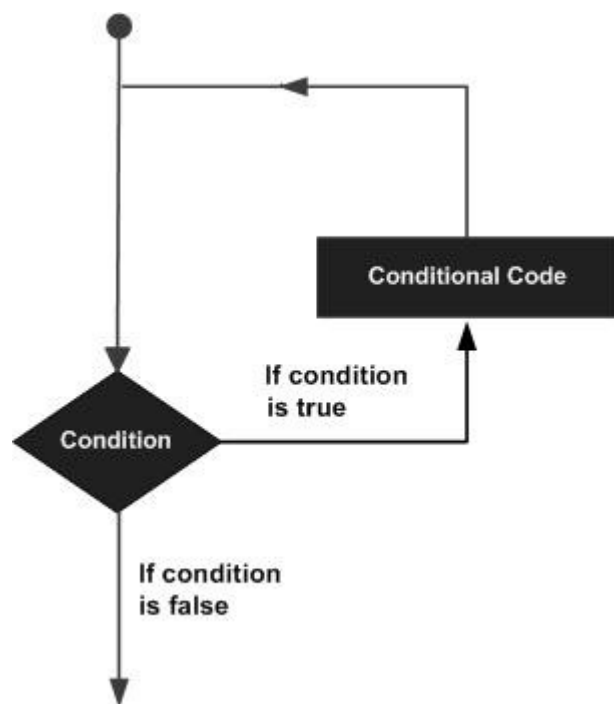 Conditional Code
If condition
is true
Condition
If condition
is false